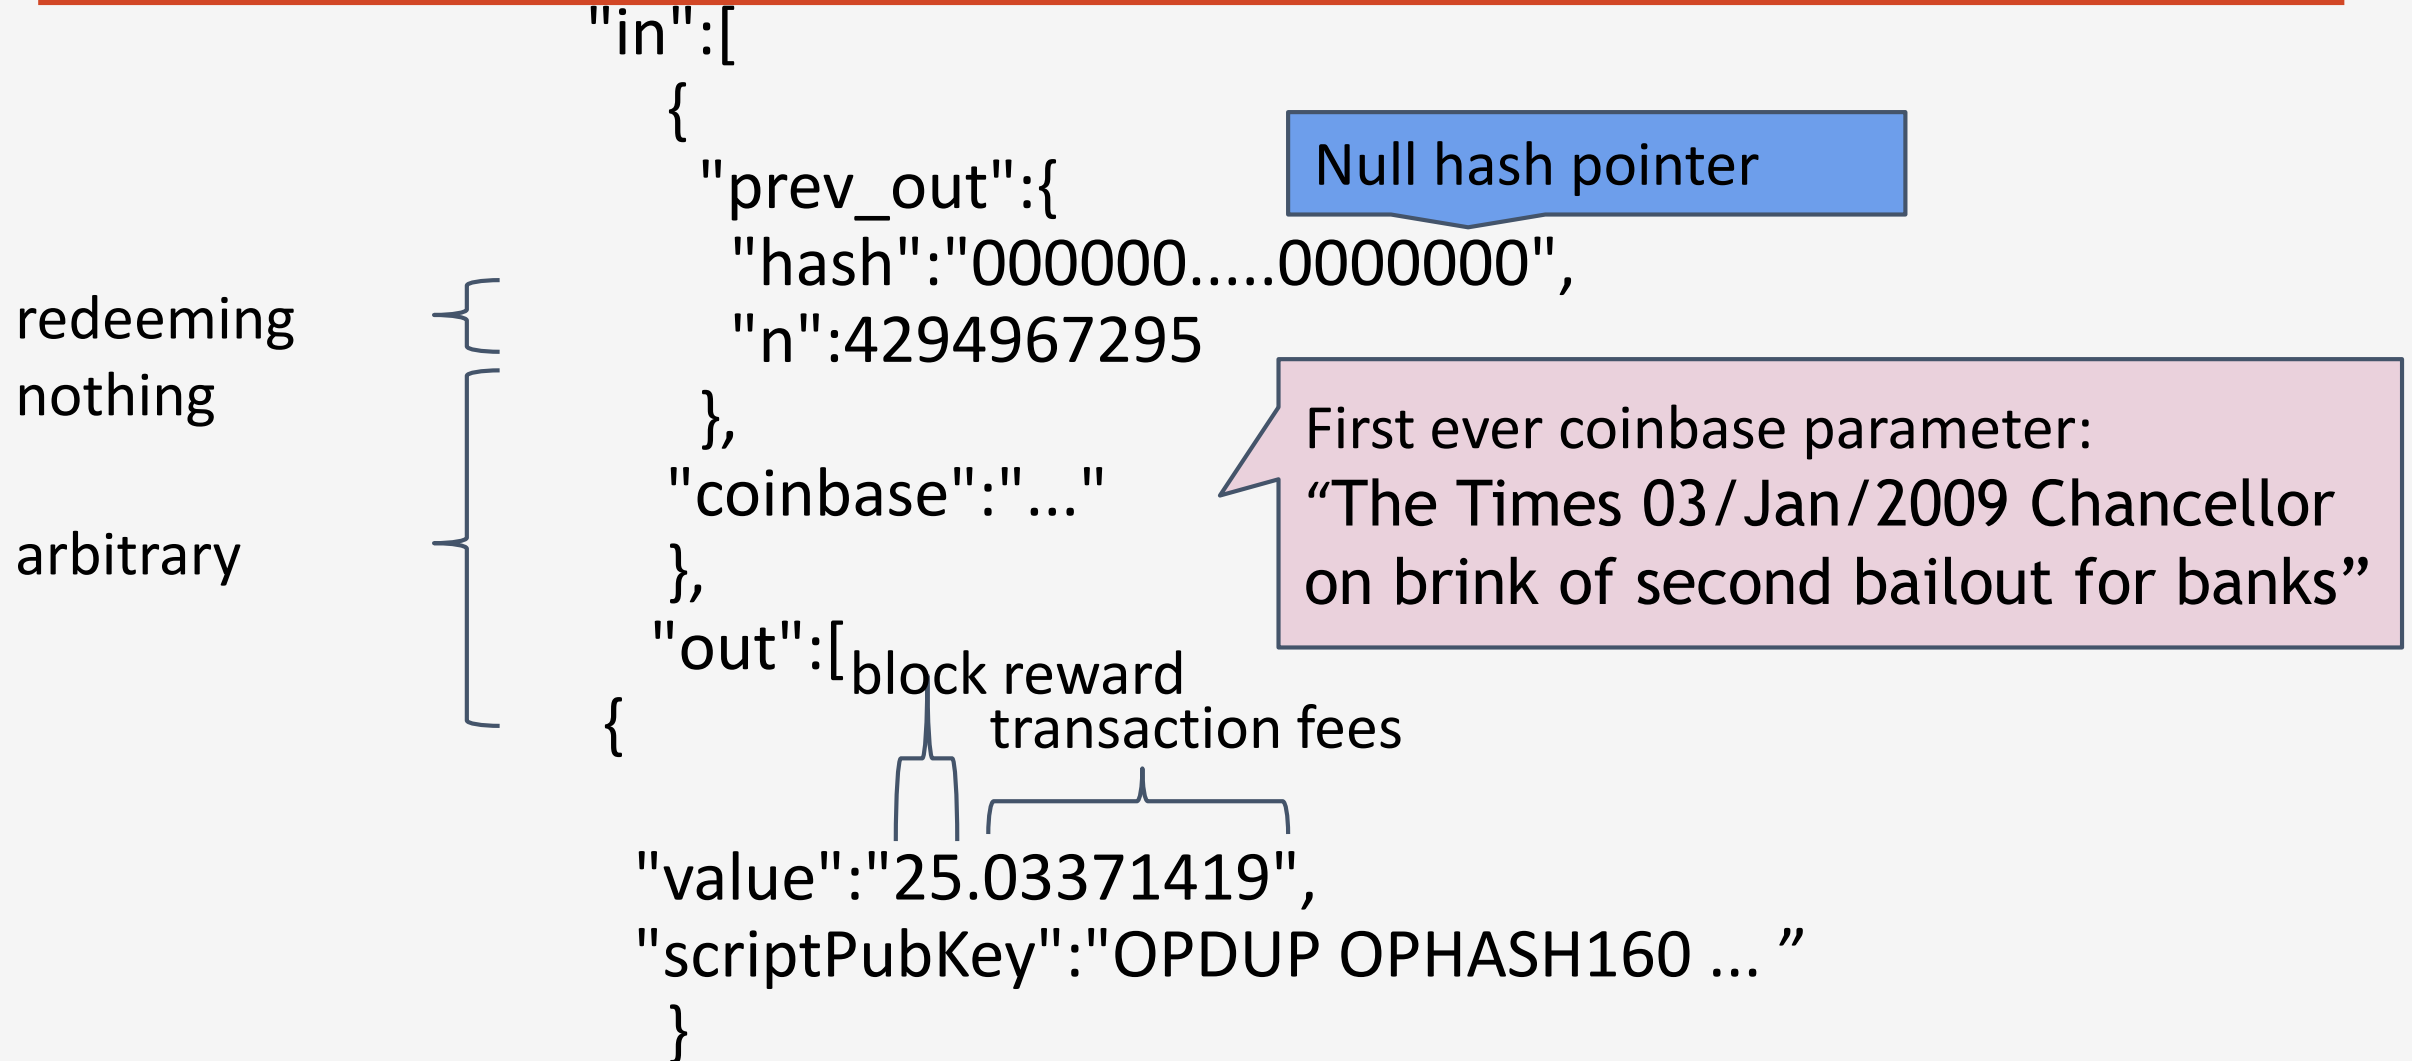 "in":[
{
"prev_out":{
Null hash pointer
"hash":"000000.....0000000",
redeeming
nothing
"n":4294967295
},
First ever coinbase parameter:
“The Times 03/Jan/2009 Chancellor
on brink of second bailout for banks”
"coinbase":"..."
arbitrary
},
"out":[
block reward
{
transaction fees
"value":"25.03371419",
"scriptPubKey":"OPDUP OPHASH160 ... ”
}